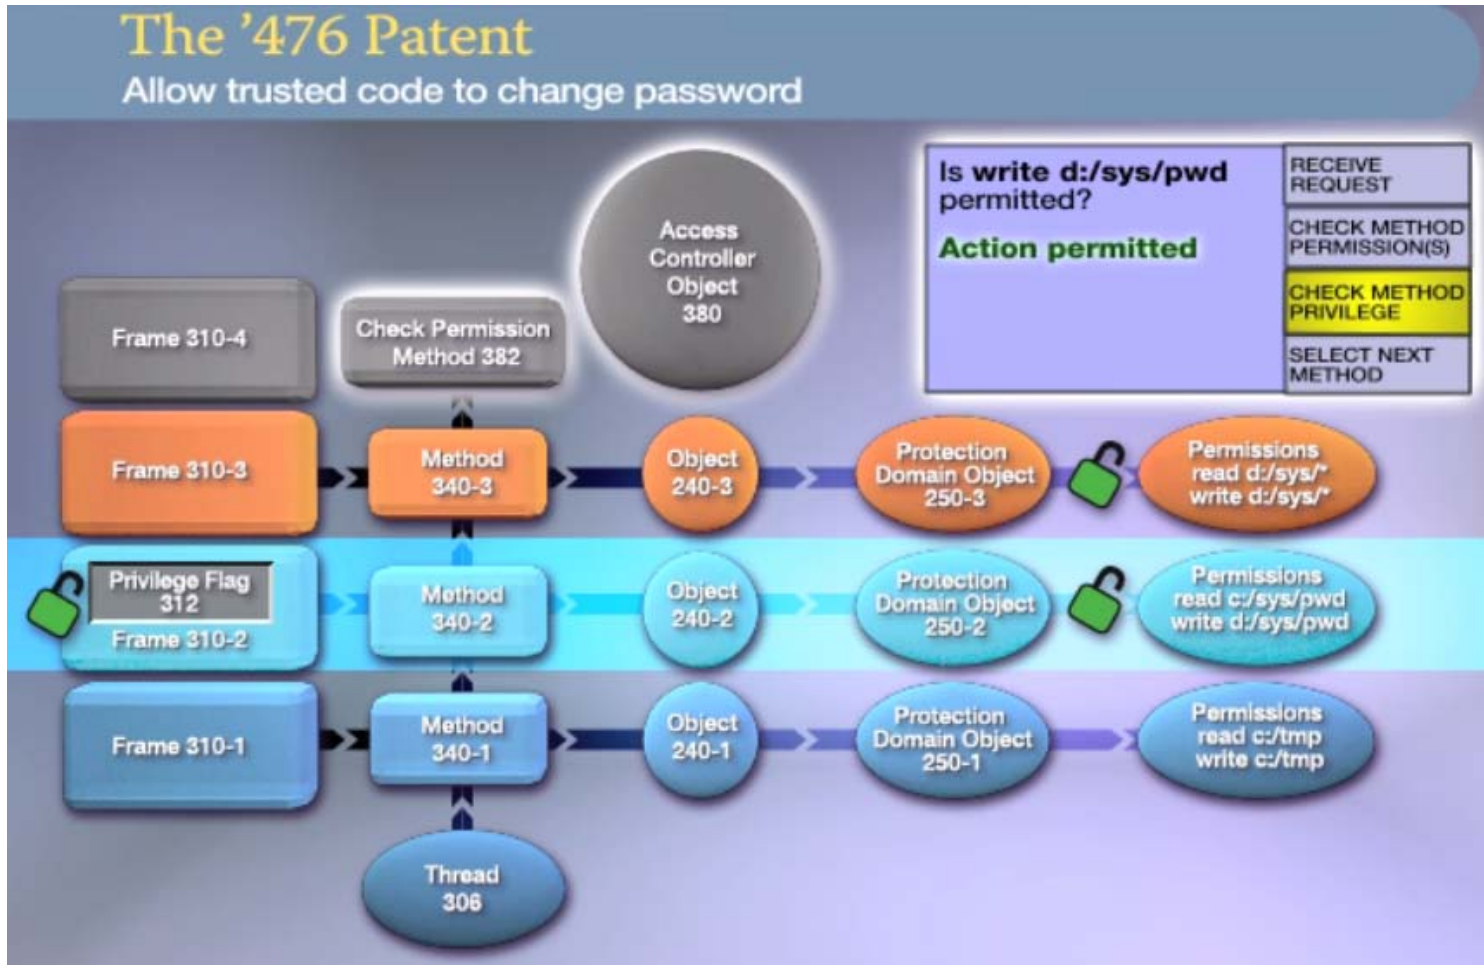 The ’476 Patent
Allow trusted code to change password
Is write d:/sys/pwd
permitted?
Action permitted
RECEIVE
REQUEST
CHECK METHOD
PERMISSION(S)
CHECK METHOD
PRIVILEGE
SELECT NEXT
METHOD
Access
Controller
Object
380
Frame 310-4
Check Permission
Method 382
Frame 310-3
Method
340-3
Object
240-3
Protection
Domain Object
250-3
Permissions
read d:/sys/*
write d:/sys/*
Privilege Flag
312
Frame 310-2
Method
340-2
Object
240-2
Protection
Domain Object
250-2
Permissions
read c:/sys/pwd
write d:/sys/pwd
Frame 310-1
Method
340-1
Object
240-1
Protection
Domain Object
250-1
Permissions
read c:/tmp
write c:/tmp
Thread
306